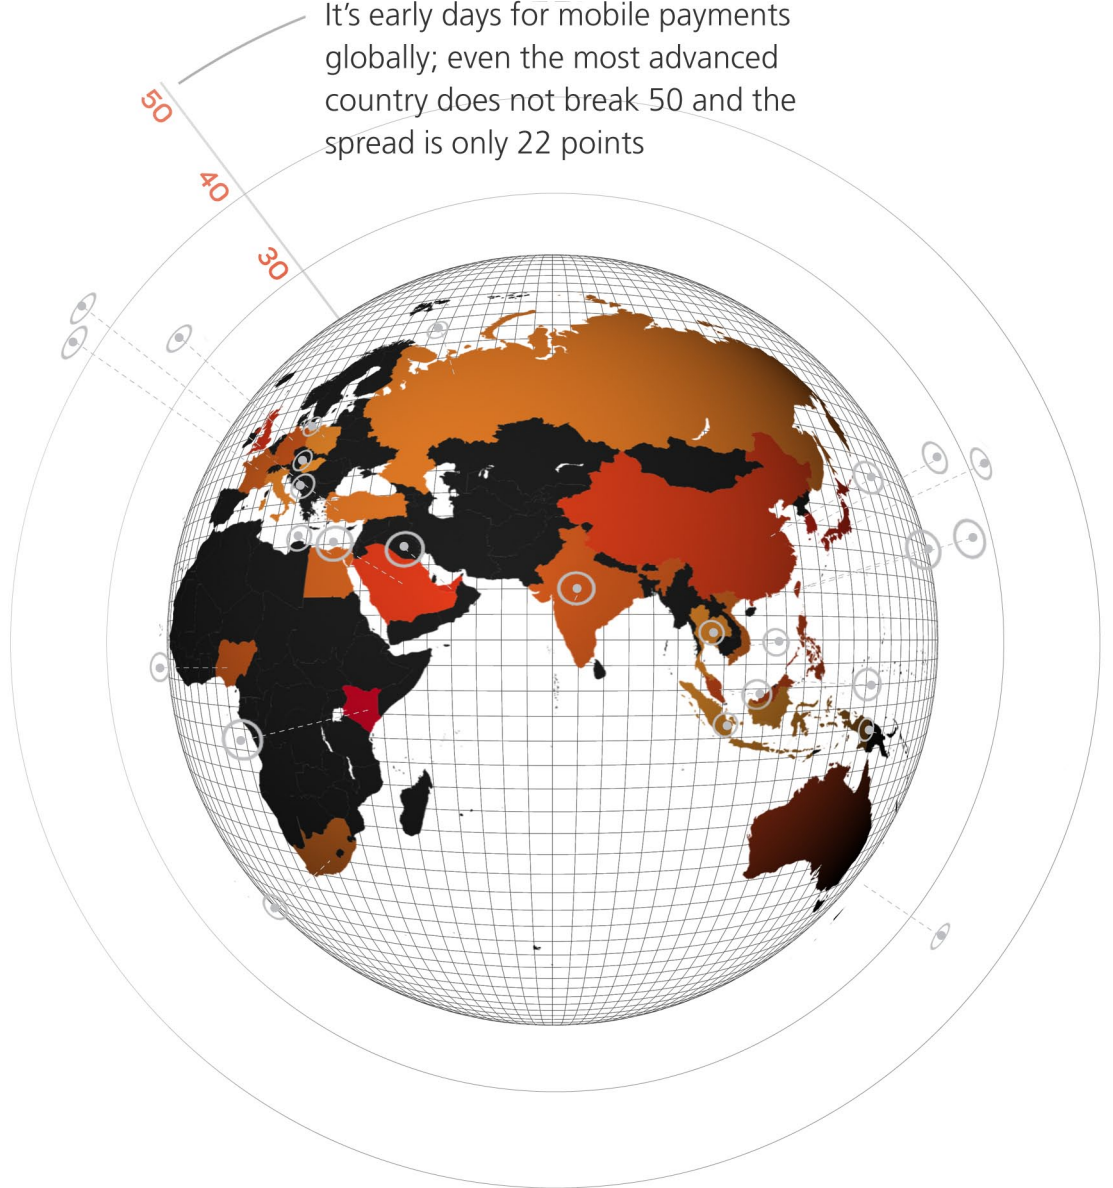 It's early days for mobile payments
globally; even the most advanced
country does not break 50 and the
spread is only 22 points
50
40
30